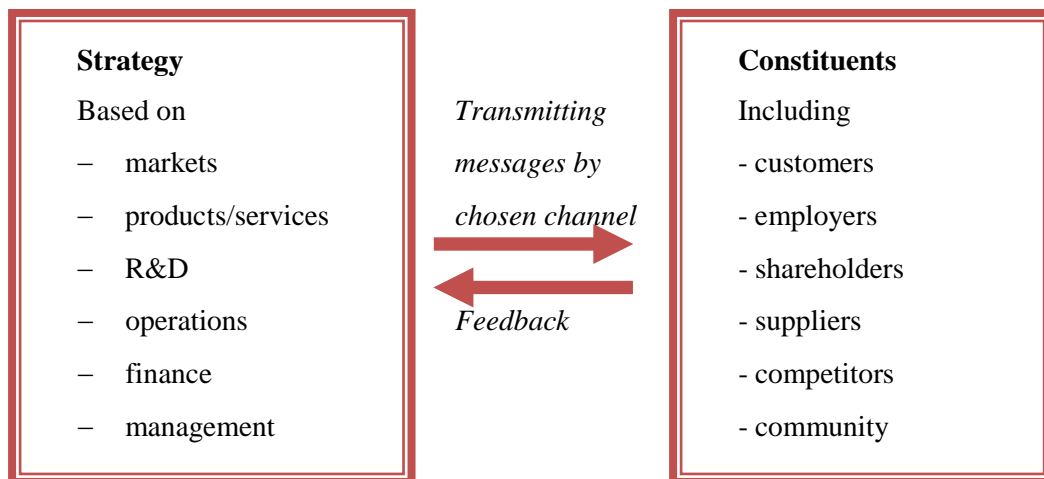 Strategy
Based on
– markets
– products/services
– R&D
– operations
– finance
– management
Transmitting
messages by
chosen channel
Feedback
Constituents
Including
- customers
- employers
- shareholders
- suppliers
- competitors
- community